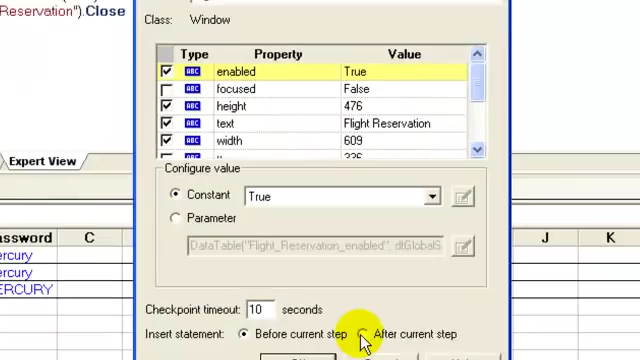 Reservation").Close
Class: Window
Type Property Value
ABC enabled True
ABC focused False
ABC height 476
ABC text Flight Reservation
ABC width 609
Expert View
Configure value
Constant True
Parameter
DataTable("Flight_Reservation_enabled", dtGlobalS
assword C J K
ercury
ercury
ERCURY
Checkpoint timeout: 10 seconds
Insert statement: Before current step After current step